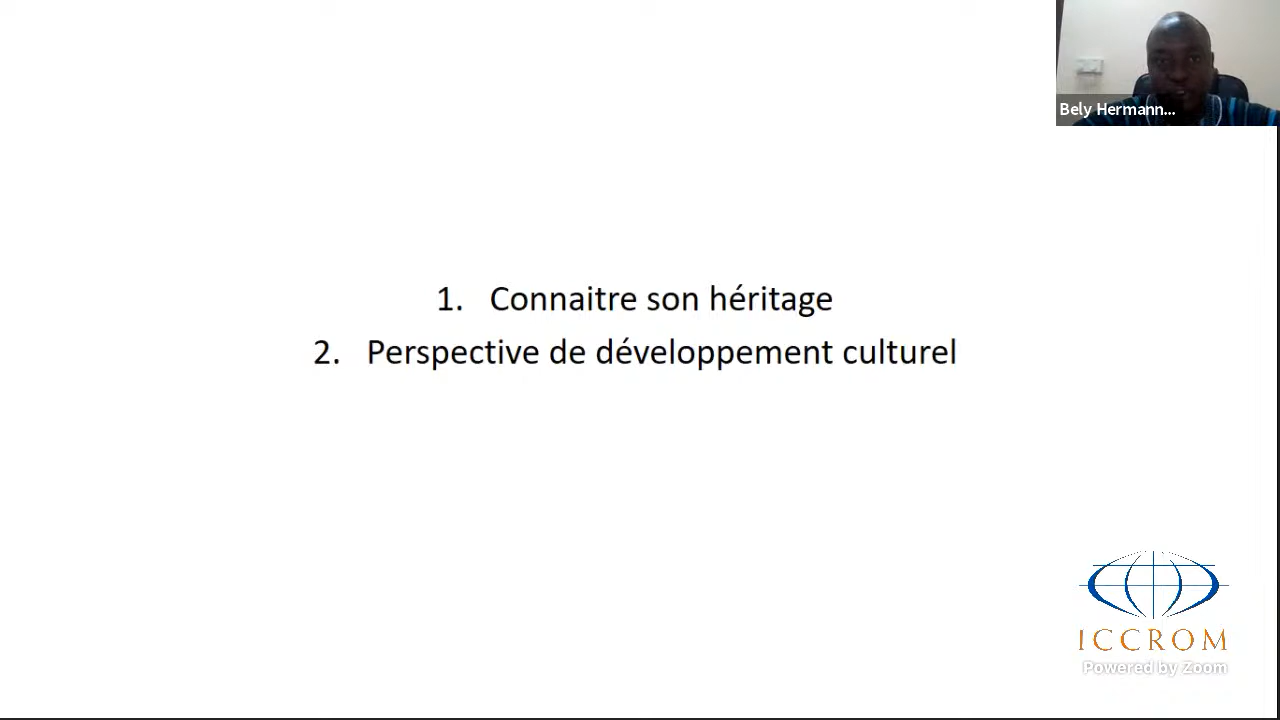 Bely Hermann...
1. Connaitre son héritage
2. Perspective de développement culturel
ICCROM
Powered by Zoom